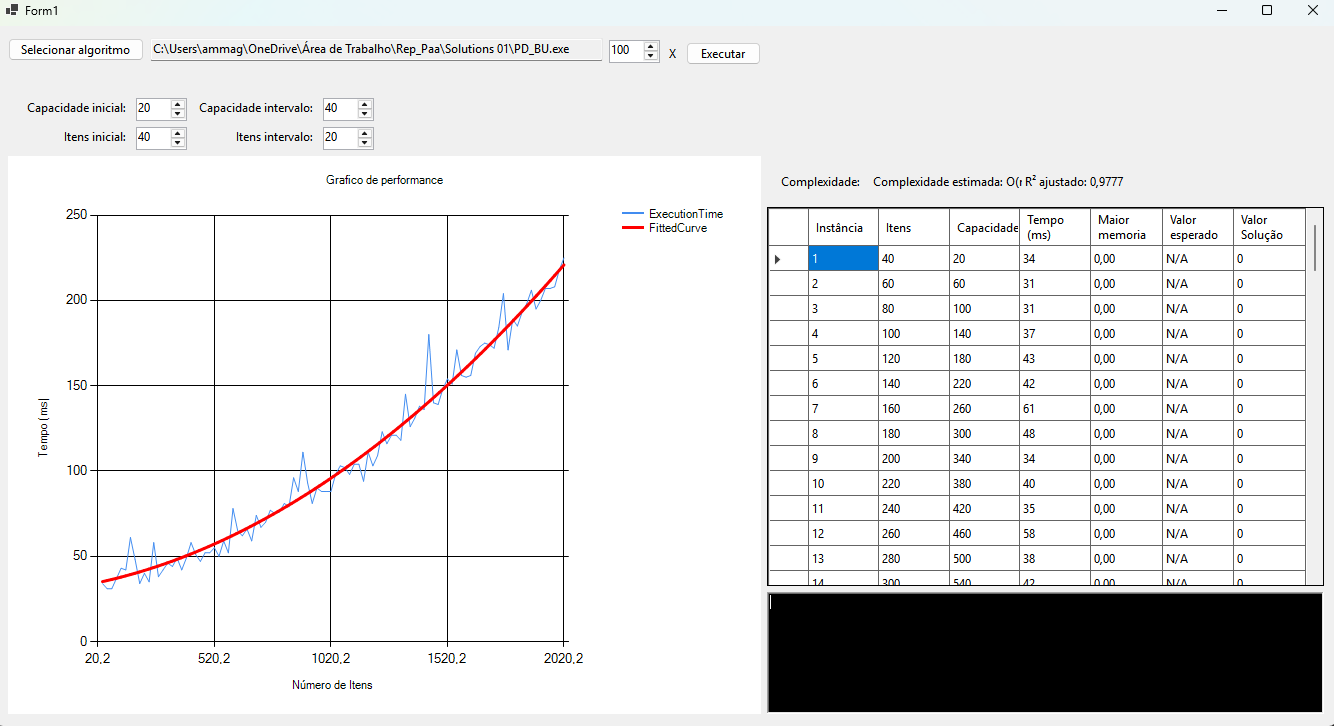 Form1
Selecionar algoritmo C:\Users\ammag\OneDrive\Área de Trabalho\Rep_Paa\Solutions 01\PD_BU.exe 100 X Executar
Capacidade inicial: 20 Capacidade intervalo: 40
Itens inicial: 40 Itens intervalo: 20
Grafico de performance
ExecutionTime
FittedCurve
250
200
150
100
50
0
Tempo (ms)
20,2 520,2 1020,2 1520,2 2020,2
Número de Itens
Complexidade: Complexidade estimada: O(r R² ajustado: 0,9777
Instância Itens Capacidade Tempo (ms) Maior memoria Valor esperado Valor Solução
1 40 20 34 0,00 N/A 0
2 60 60 31 0,00 N/A 0
3 80 100 31 0,00 N/A 0
4 100 140 37 0,00 N/A 0
5 120 180 43 0,00 N/A 0
6 140 220 42 0,00 N/A 0
7 160 260 61 0,00 N/A 0
8 180 300 48 0,00 N/A 0
9 200 340 34 0,00 N/A 0
10 220 380 40 0,00 N/A 0
11 240 420 35 0,00 N/A 0
12 260 460 58 0,00 N/A 0
13 280 500 38 0,00 N/A 0
14 300 540 42 0,00 N/A 0